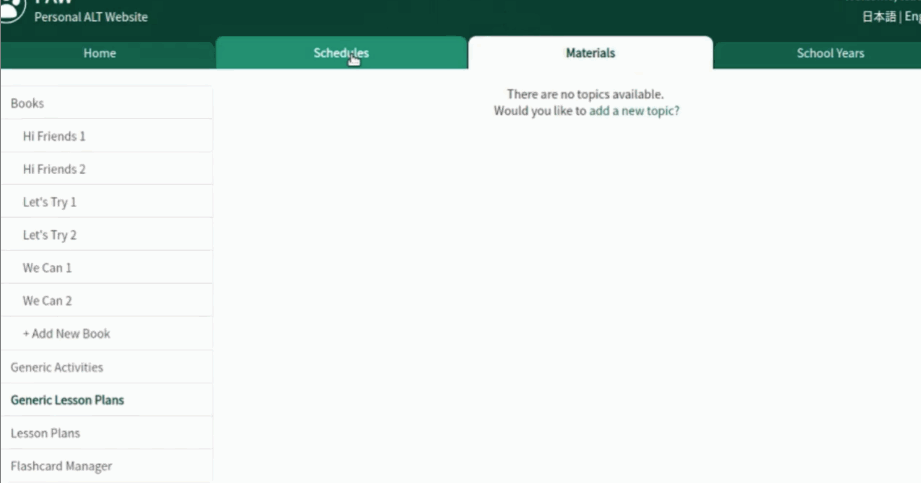 PAW
Personal ALT Website
日本語 | Eng
Home
Schedules
Materials
School Years
There are no topics available.
Would you like to add a new topic?
Books
Hi Friends 1
Hi Friends 2
Let's Try 1
Let's Try 2
We Can 1
We Can 2
+ Add New Book
Generic Activities
Generic Lesson Plans
Lesson Plans
Flashcard Manager